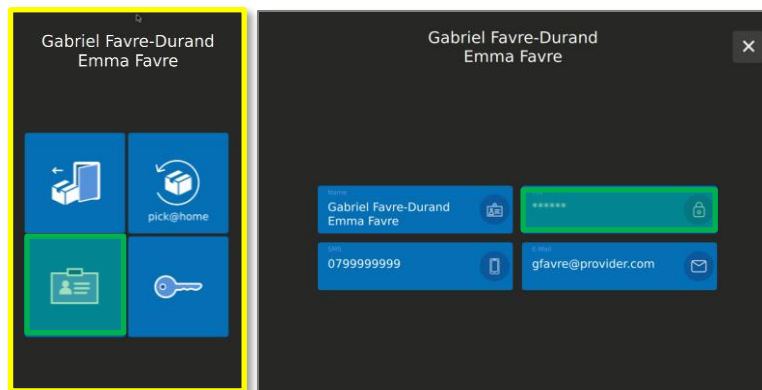 Gabriel Favre-Durand
Emma Favre
pick@home
Gabriel Favre-Durand
Emma Favre
×
Name
Gabriel Favre-Durand
Emma Favre
******
SMS
0799999999
E-Mail
gfavre@provider.com